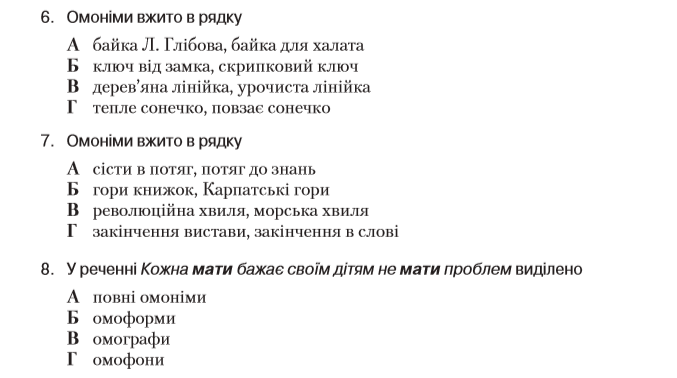 6. Омоніми вжито в рядку
А байка Л. Глібова, байка для халата
Б ключ від замка, скрипковий ключ
В дерев’яна лінійка, урочиста лінійка
Г тепле сонечко, повзає сонечко
7. Омоніми вжито в рядку
А сісти в потяг, потяг до знань
Б гори книжок, Карпатські гори
В революційна хвиля, морська хвиля
Г закінчення вистави, закінчення в слові
8. У реченні Кожна мати бажає своїм дітям не мати проблем виділено
А повні омоніми
Б омоформи
В омографи
Г омофони